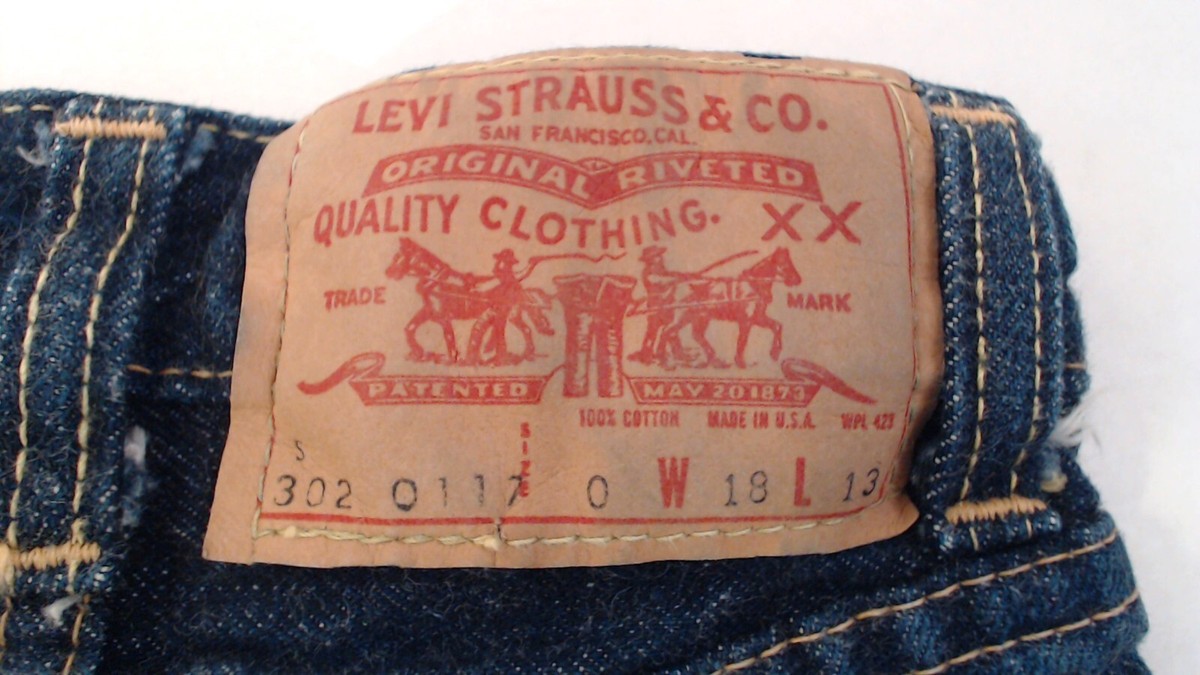 LEVI STRAUSS & CO.
SAN FRANCISCO, CAL.
ORIGINAL RIVETED
QUALITY CLOTHING. XX
TRADE MARK
PATENTED MAY 20 1873
100% COTTON MADE IN U.S.A. WPL 423
S
302 0117 SIZE 0 W 18 L 13